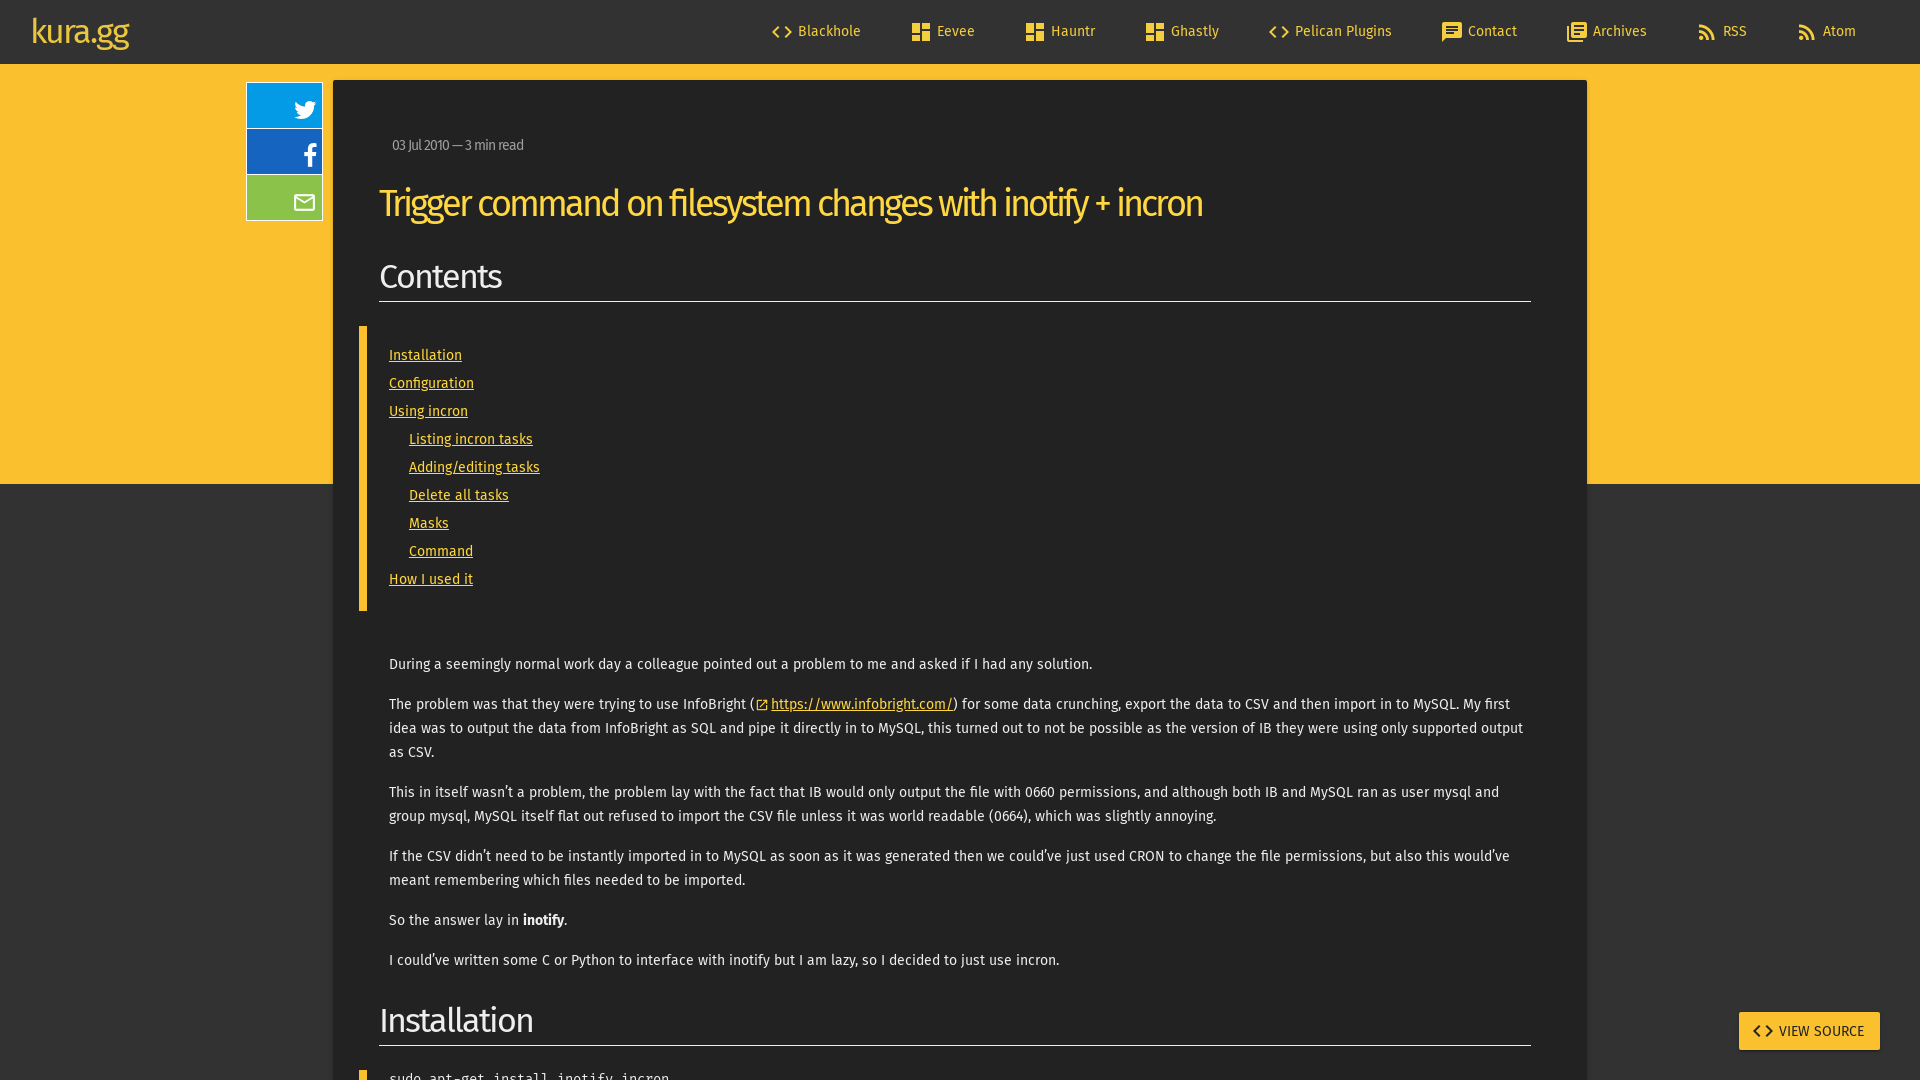 kura.gg
Blackhole
Eevee
Hauntr
Ghastly
Pelican Plugins
Contact
Archives
RSS
Atom
03 Jul 2010 — 3 min read
Trigger command on filesystem changes with inotify + incron
Contents
Installation
Configuration
Using incron
Listing incron tasks
Adding/editing tasks
Delete all tasks
Masks
Command
How I used it
During a seemingly normal work day a colleague pointed out a problem to me and asked if I had any solution.
The problem was that they were trying to use InfoBright (https://www.infobright.com/) for some data crunching, export the data to CSV and then import in to MySQL. My first
idea was to output the data from InfoBright as SQL and pipe it directly in to MySQL, this turned out to not be possible as the version of IB they were using only supported output
as CSV.
This in itself wasn’t a problem, the problem lay with the fact that IB would only output the file with 0660 permissions, and although both IB and MySQL ran as user mysql and
group mysql, MySQL itself flat out refused to import the CSV file unless it was world readable (0664), which was slightly annoying.
If the CSV didn’t need to be instantly imported in to MySQL as soon as it was generated then we could’ve just used CRON to change the file permissions, but also this would’ve
meant remembering which files needed to be imported.
So the answer lay in inotify.
I could’ve written some C or Python to interface with inotify but I am lazy, so I decided to just use incron.
Installation
VIEW SOURCE
sudo apt-get install inotify incron